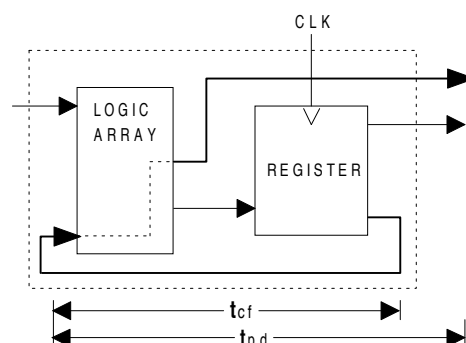 CLK
LOGIC
ARRAY
REGISTER
tcf
tpd